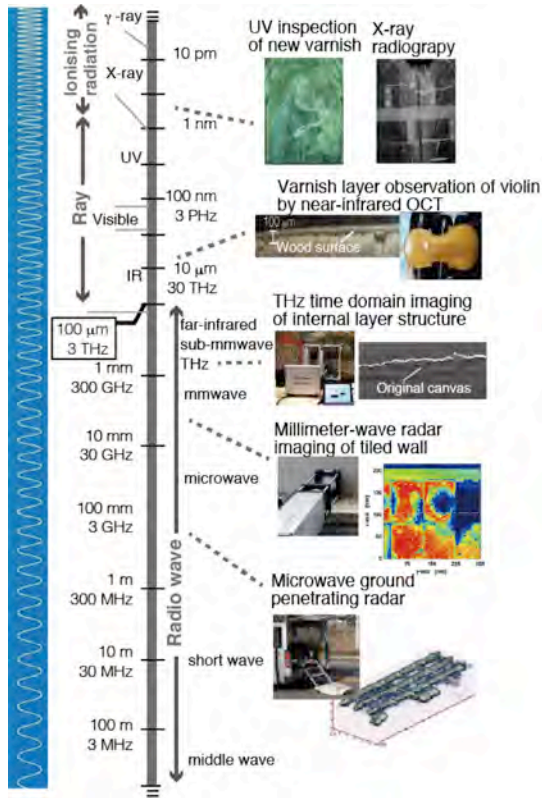 γ-ray
10 pm
X-ray
1 nm
UV
100 nm
3 PHz
Visible
IR
10 μm
30 THz
100 μm
3 THz
1 mm
300 GHz
10 mm
30 GHz
100 mm
3 GHz
1 m
300 MHz
10 m
30 MHz
100 m
3 MHz
Ionising
radiation
Ray
Radio wave
far-infrared
sub-mmwave
THz
mmwave
microwave
short wave
middle wave
UV inspection
of new varnish
X-ray
radiograpy
Varnish layer observation of violin
by near-infrared OCT
100 μm
Wood surface
THz time domain imaging
of internal layer structure
Original canvas
Millimeter-wave radar
imaging of tiled wall
Microwave ground
penetrating radar